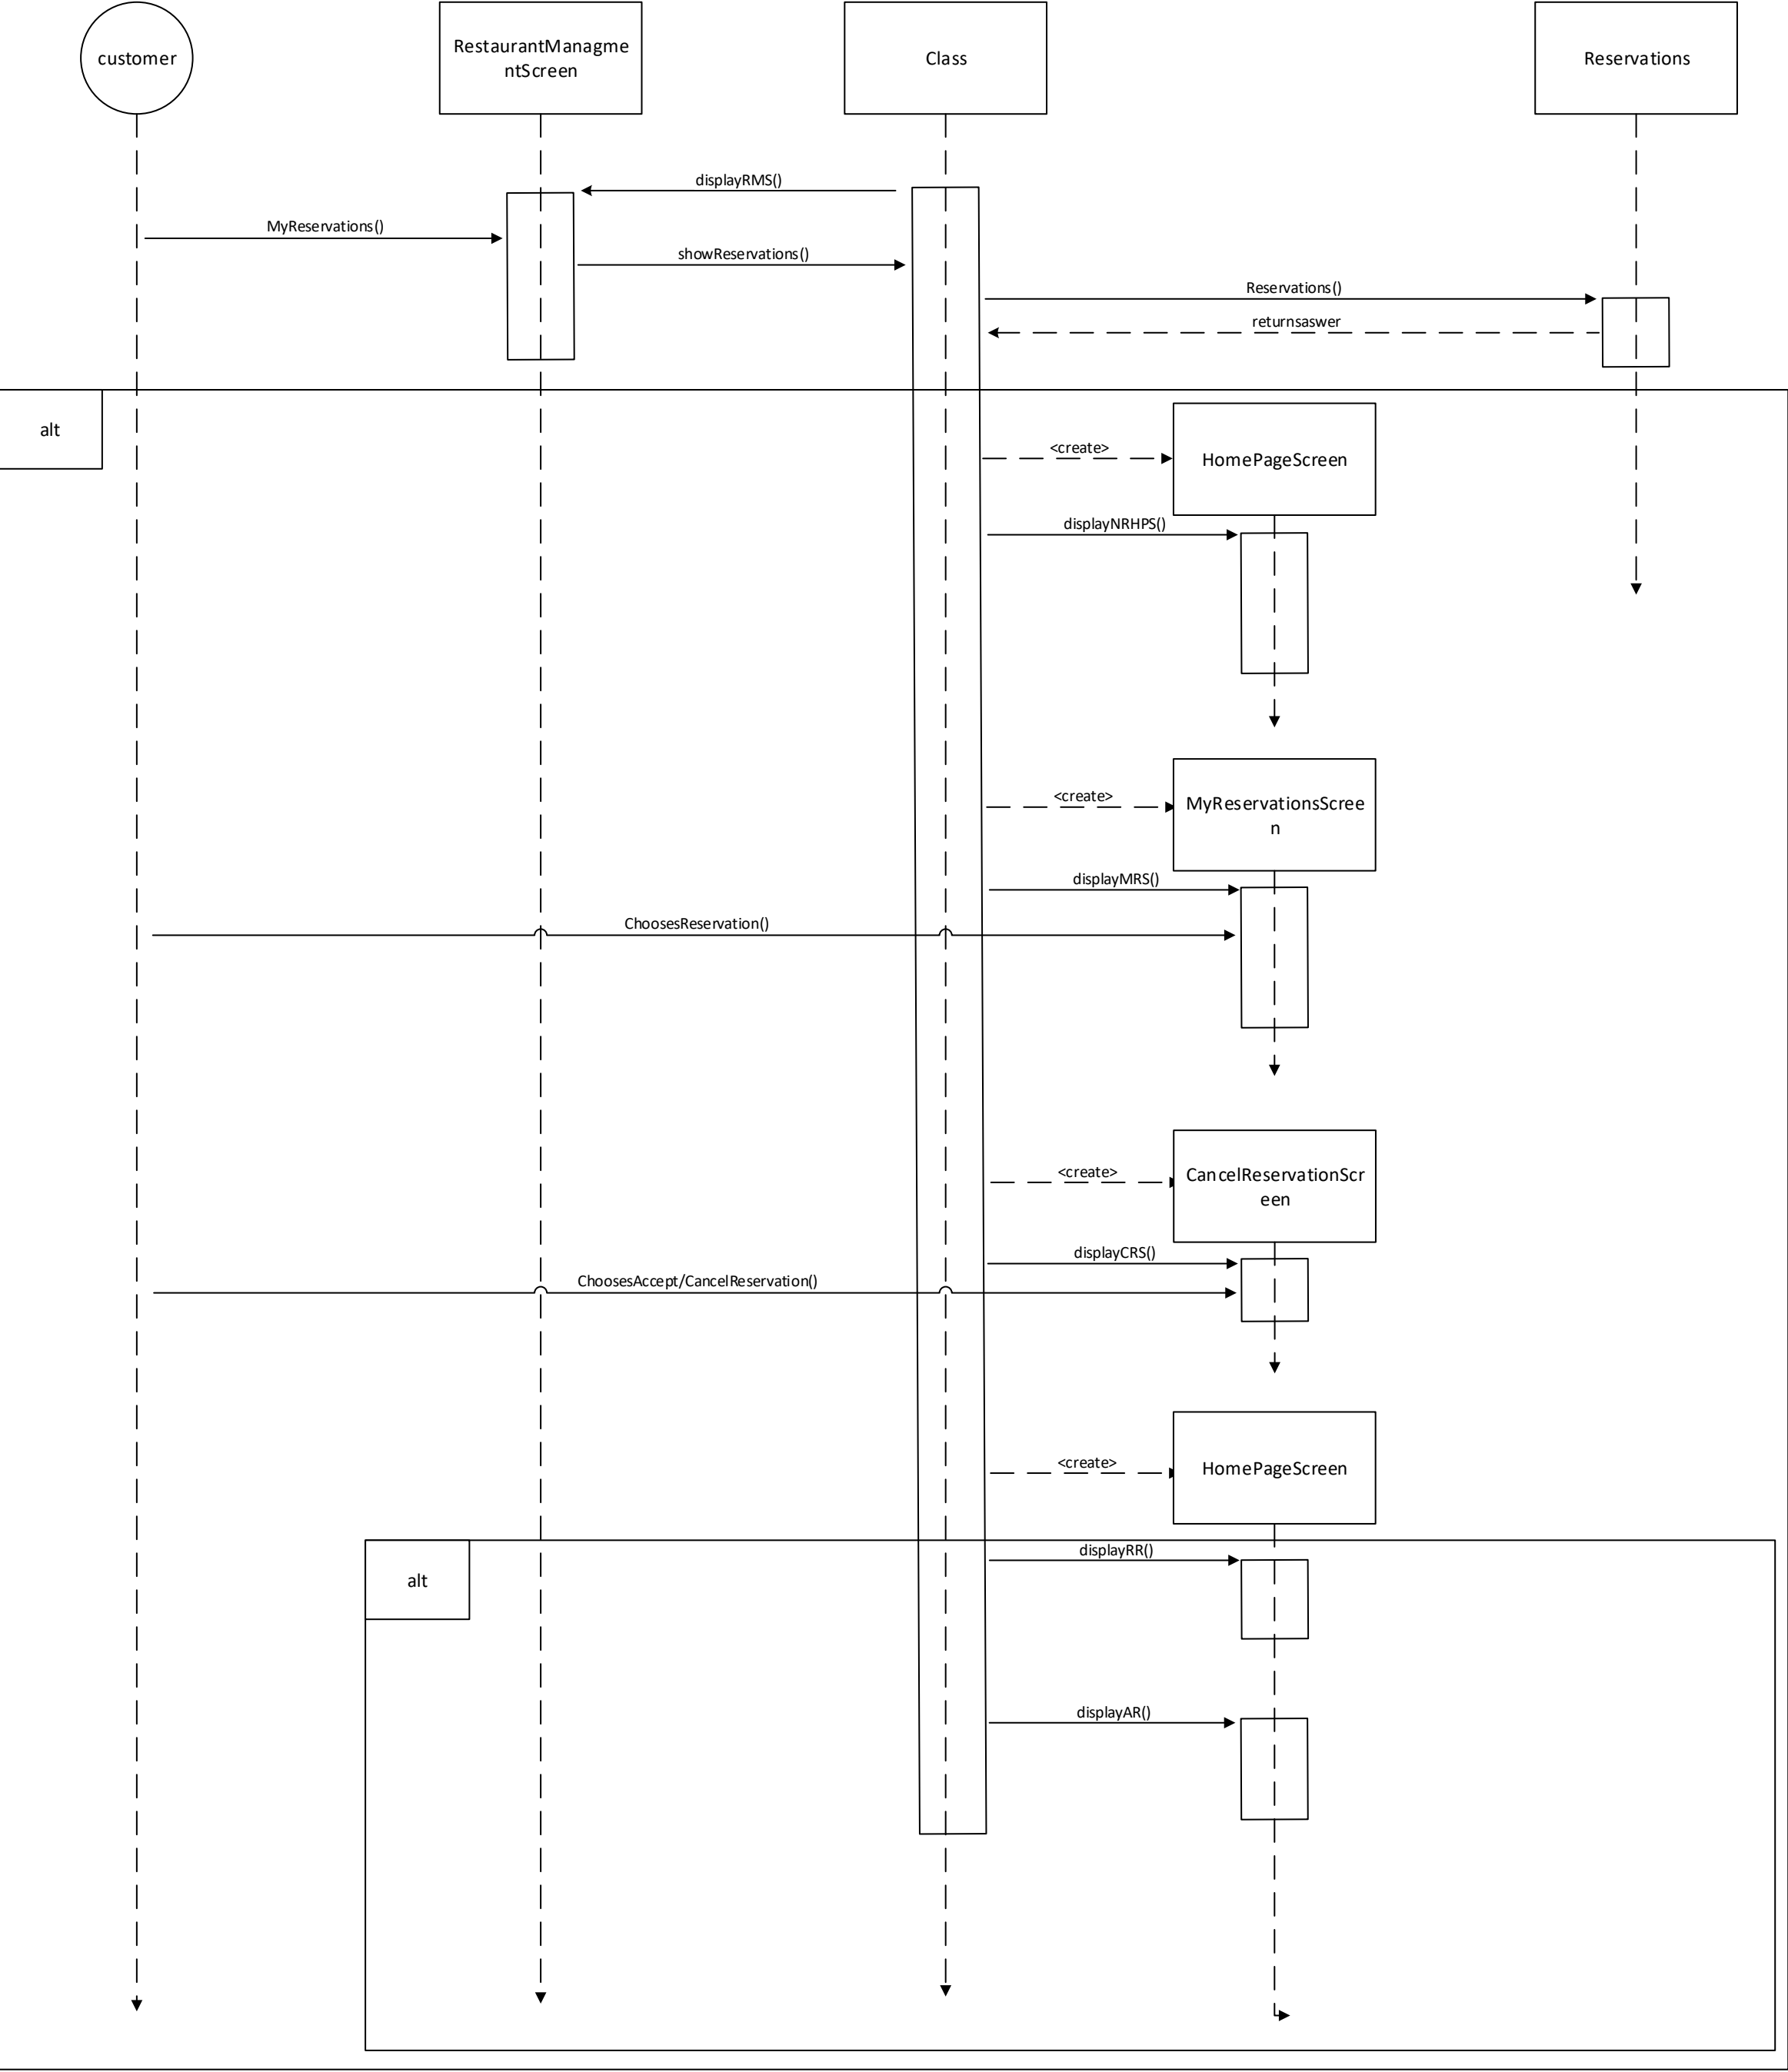 customer
RestaurantManagme
ntScreen
Class
Reservations
displayRMS()
MyReservations()
showReservations()
Reservations()
returnsaswer
alt
<create>
HomePageScreen
displayNRHPS()
<create>
MyReservationsScree
n
displayMRS()
ChoosesReservation()
<create>
CancelReservationScr
een
displayCRS()
ChoosesAccept/CancelReservation()
<create>
HomePageScreen
displayRR()
alt
displayAR()